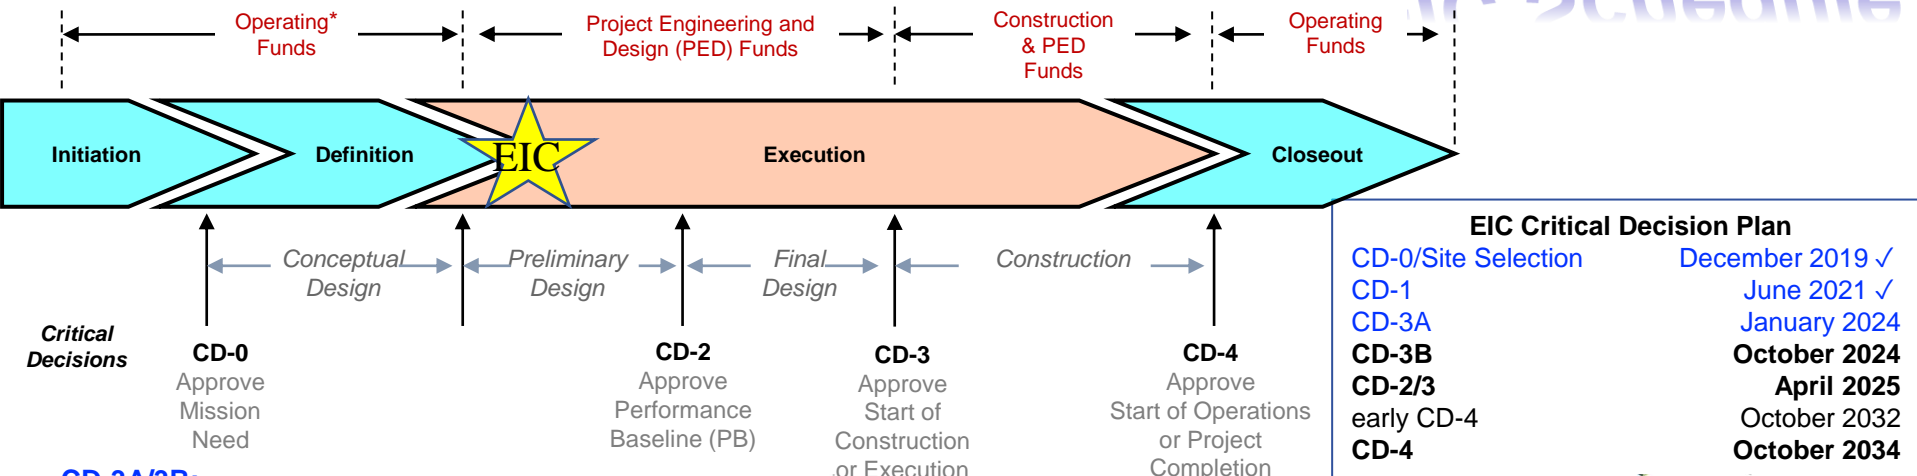 Operating*
Funds
Project Engineering and
Design (PED) Funds
Construction
& PED
Funds
Operating
Funds
Initiation
Definition
EIC
Execution
Closeout
Conceptual
Design
Preliminary
Design
Final
Design
Construction
Critical
Decisions
CD-0
Approve
Mission
Need
CD-2
Approve
Performance
Baseline (PB)
CD-3
Approve
Start of
Construction
or Execution
CD-4
Approve
Start of Operations
or Project
Completion
EIC Critical Decision Plan
CD-0/Site Selection December 2019 ✓
CD-1 June 2021 ✓
CD-3A January 2024
CD-3B October 2024
CD-2/3 April 2025
early CD-4 October 2032
CD-4 October 2034